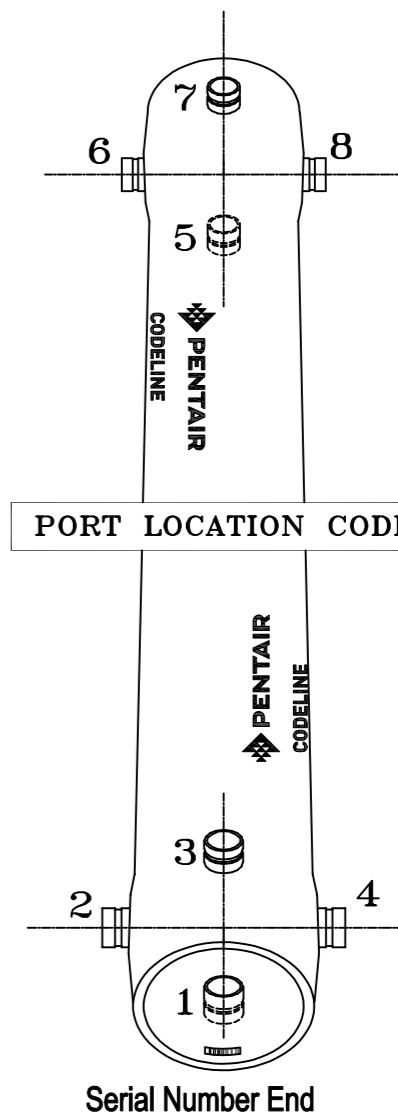 7
6 8
5
CODELINE
PENTAIR
PORT LOCATION CODE
PENTAIR
CODELINE
3
2 4
1
Serial Number End